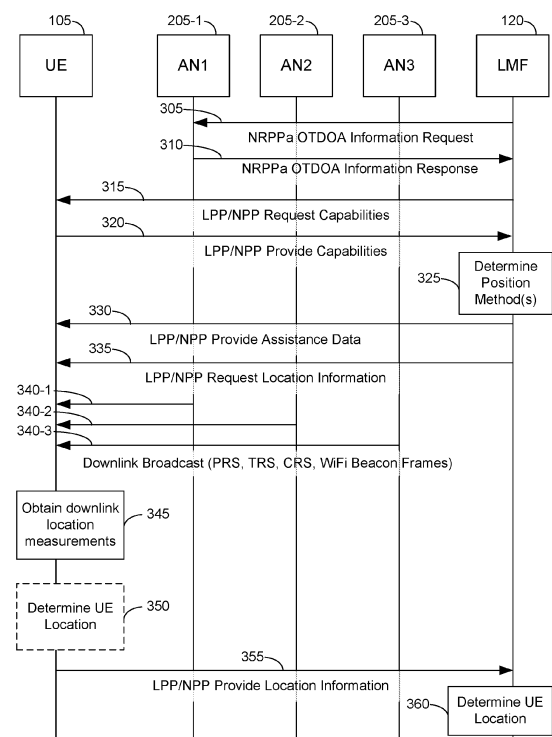 105
205-1
205-2
205-3
120
UE
AN1
AN2
AN3
LMF
305
NRPPa OTDOA Information Request
310
NRPPa OTDOA Information Response
315
LPP/NPP Request Capabilities
320
LPP/NPP Provide Capabilities
325
Determine
Position
Method(s)
330
LPP/NPP Provide Assistance Data
335
LPP/NPP Request Location Information
340-1
340-2
340-3
Downlink Broadcast (PRS, TRS, CRS, WiFi Beacon Frames)
Obtain downlink
location
measurements
345
Determine UE
Location
350
355
LPP/NPP Provide Location Information
360
Determine UE
Location